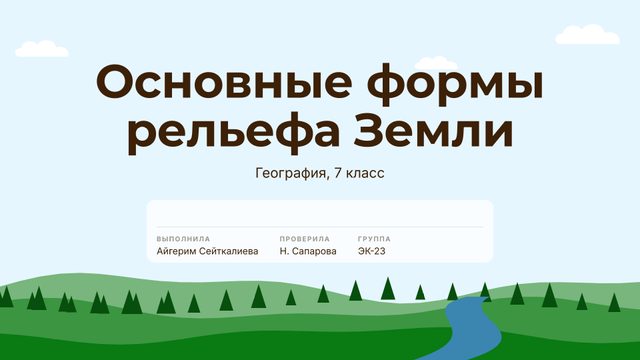 Основные формы
рельефа Земли
География, 7 класс
ВЫПОЛНИЛА ПРОВЕРИЛА ГРУППА
Айгерим Сейткалиева Н. Сапарова ЭК-23